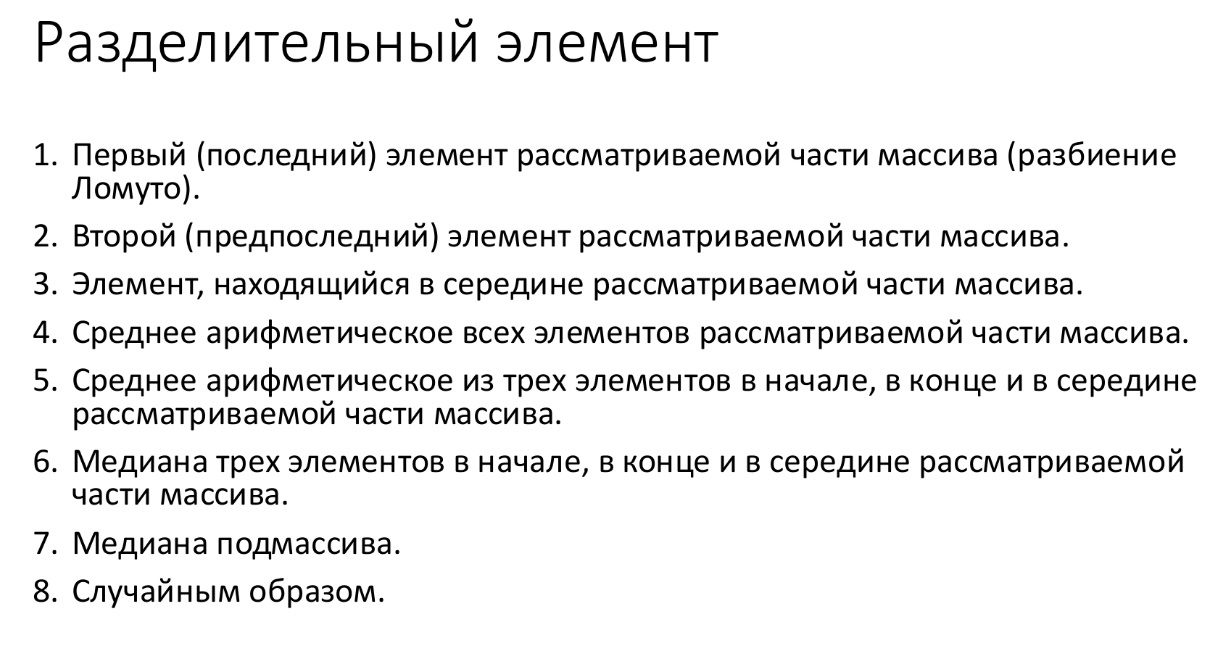 Разделительный элемент
1. Первый (последний) элемент рассматриваемой части массива (разбиение
Ломуто).
2. Второй (предпоследний) элемент рассматриваемой части массива.
3. Элемент, находящийся в середине рассматриваемой части массива.
4. Среднее арифметическое всех элементов рассматриваемой части массива.
5. Среднее арифметическое из трех элементов в начале, в конце и в середине
рассматриваемой части массива.
6. Медиана трех элементов в начале, в конце и в середине рассматриваемой
части массива.
7. Медиана подмассива.
8. Случайным образом.